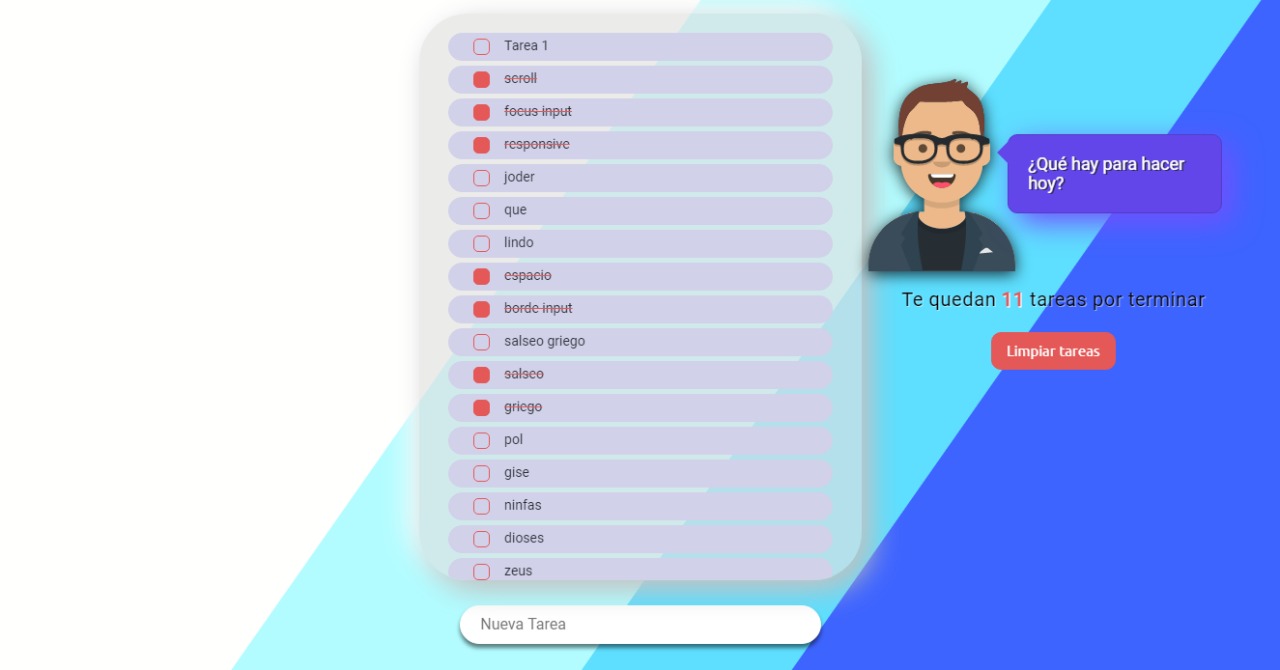 Tarea 1
scroll
focus input
responsive
joder
que
lindo
espacio
borde input
salseo griego
salseo
griego
pol
gise
ninfas
dioses
zeus
Nueva Tarea
¿Qué hay para hacer
hoy?
Te quedan 11 tareas por terminar
Limpiar tareas